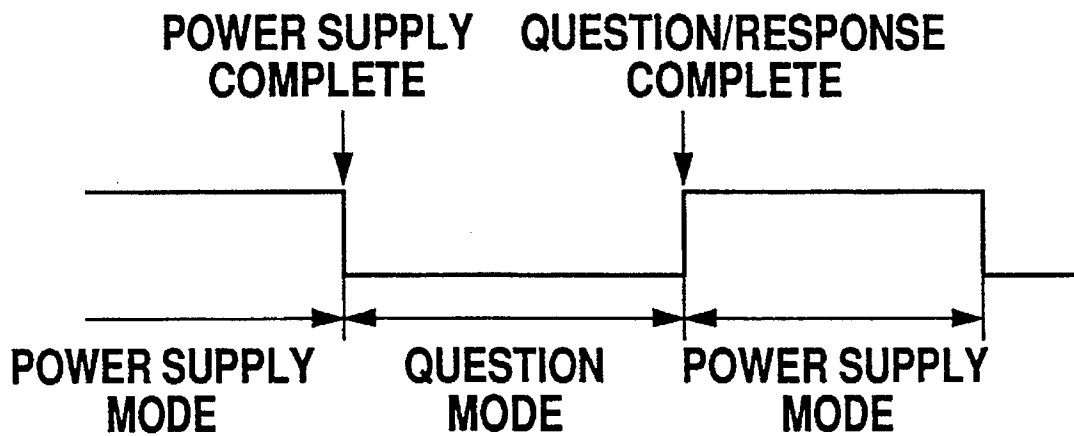 POWER SUPPLY
COMPLETE
QUESTION/RESPONSE
COMPLETE
POWER SUPPLY
MODE
QUESTION
MODE
POWER SUPPLY
MODE